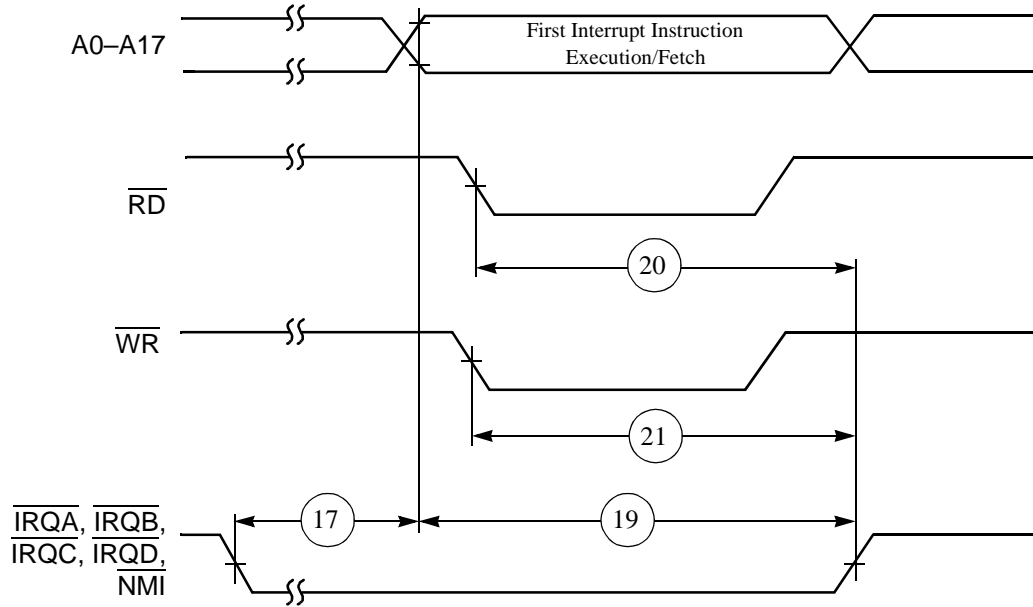 A0–A17
First Interrupt Instruction
Execution/Fetch
RD
20
WR
21
IRQA, IRQB,
IRQC, IRQD,
NMI
17
19